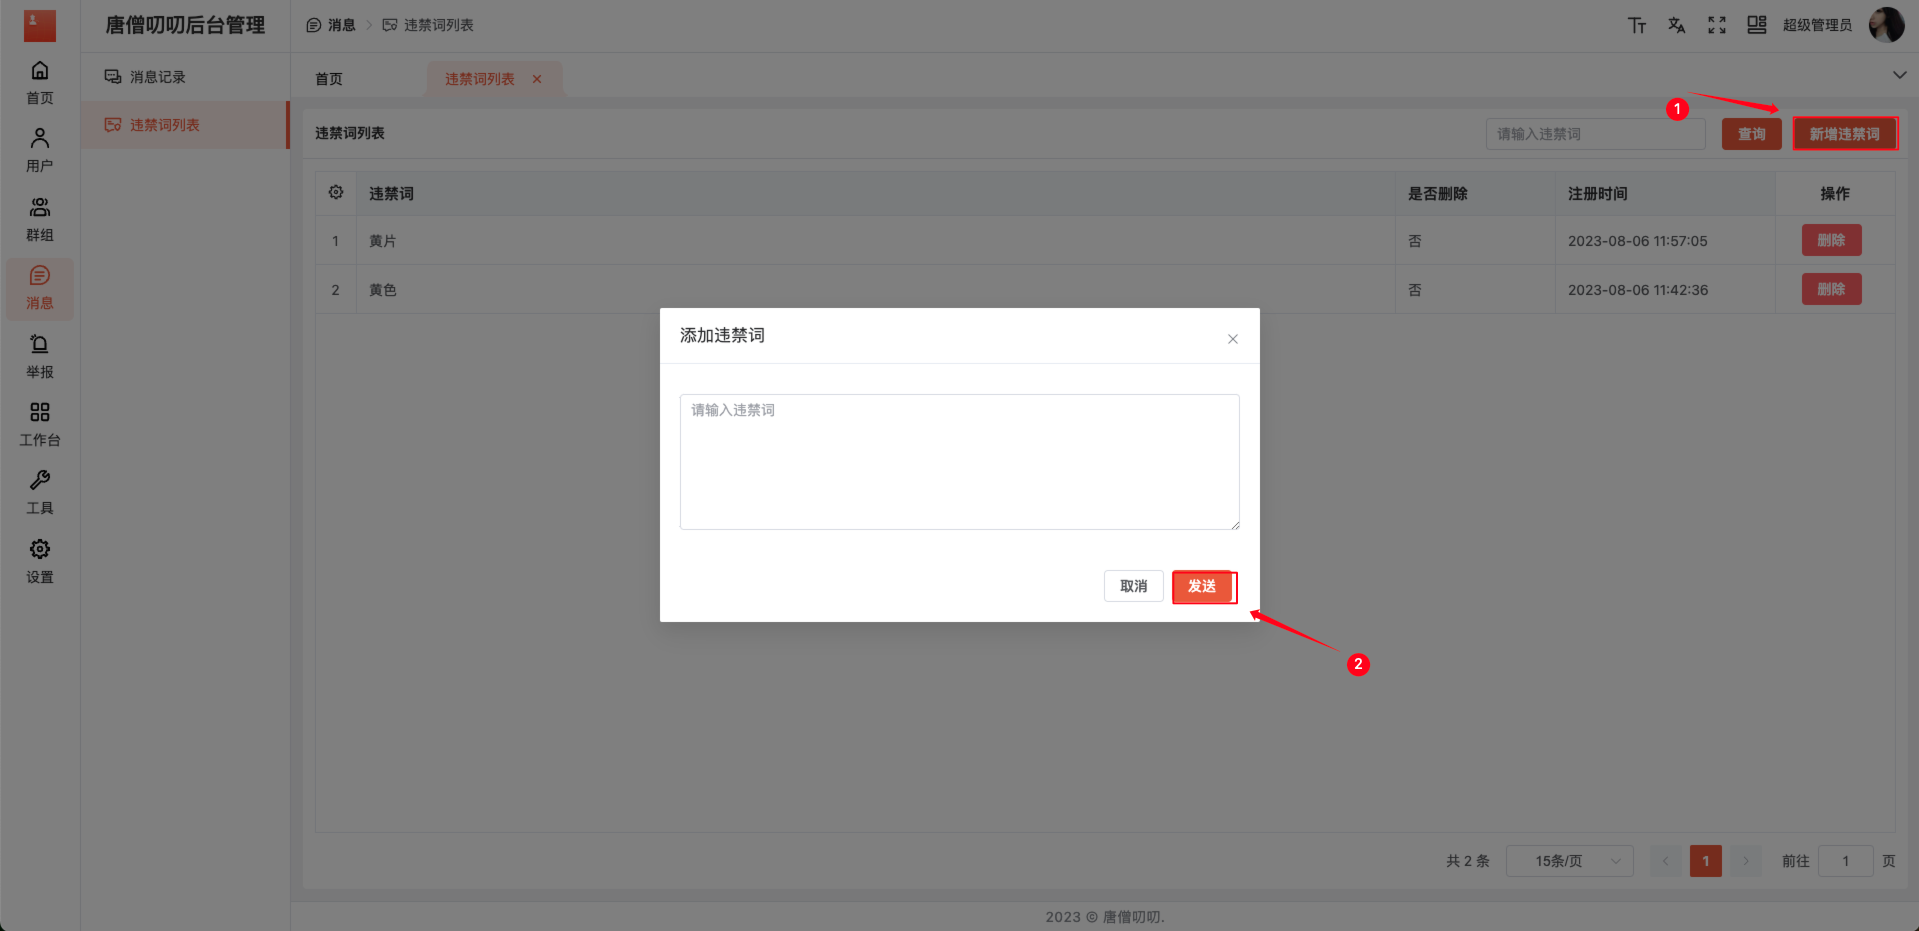 唐僧叨叨后台管理
消息 违禁词列表
超级管理员
首页
用户
群组
消息
举报
工作台
工具
设置
消息记录
违禁词列表
首页 违禁词列表
违禁词列表 请输入违禁词 查询 新增违禁词
1
违禁词 是否删除 注册时间 操作
1 黄片 否 2023-08-06 11:57:05 删除
2 黄色 否 2023-08-06 11:42:36 删除
添加违禁词
请输入违禁词
取消 发送
2
共 2 条 15条/页 1 前往 1 页
2023 © 唐僧叨叨.